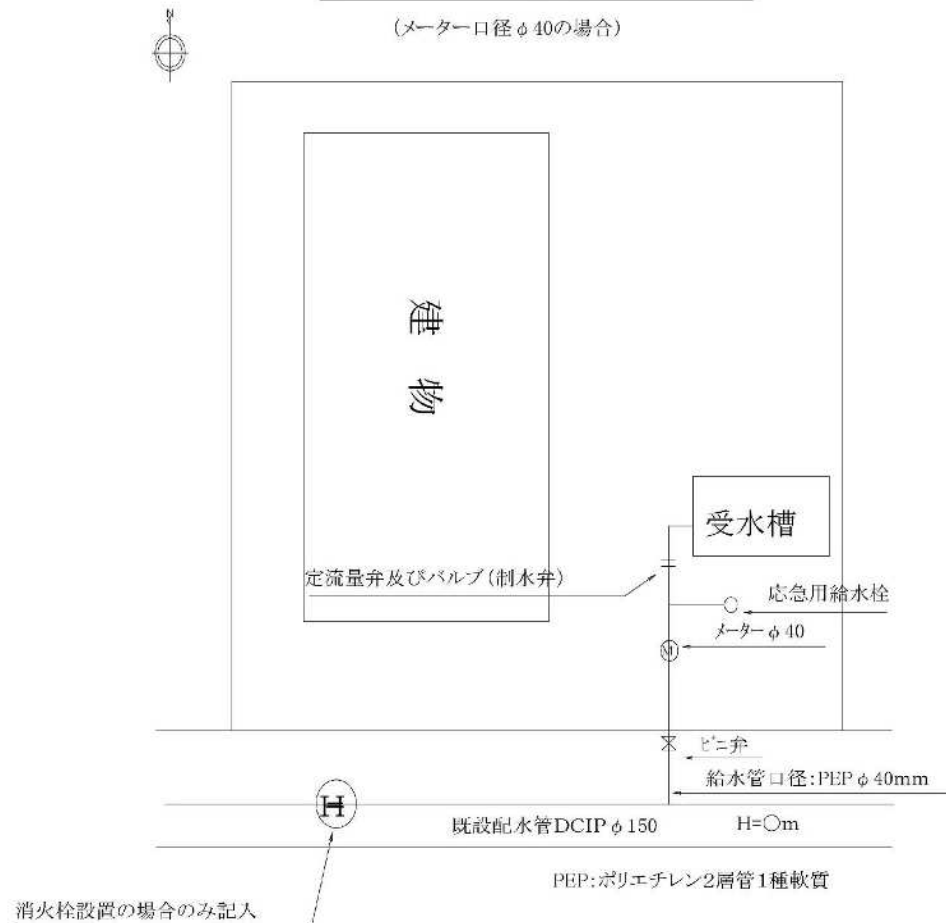 (メーター口径φ40の場合)
N
建物
受水槽
定流量弁及びバルブ(制水弁)
応急用給水栓
メーターφ40
M
ビニ弁
給水管口径:PEPφ40mm
H
既設配水管DCIPφ150
H=○m
PEP:ポリエチレン2層管1種軟質
消火栓設置の場合のみ記入